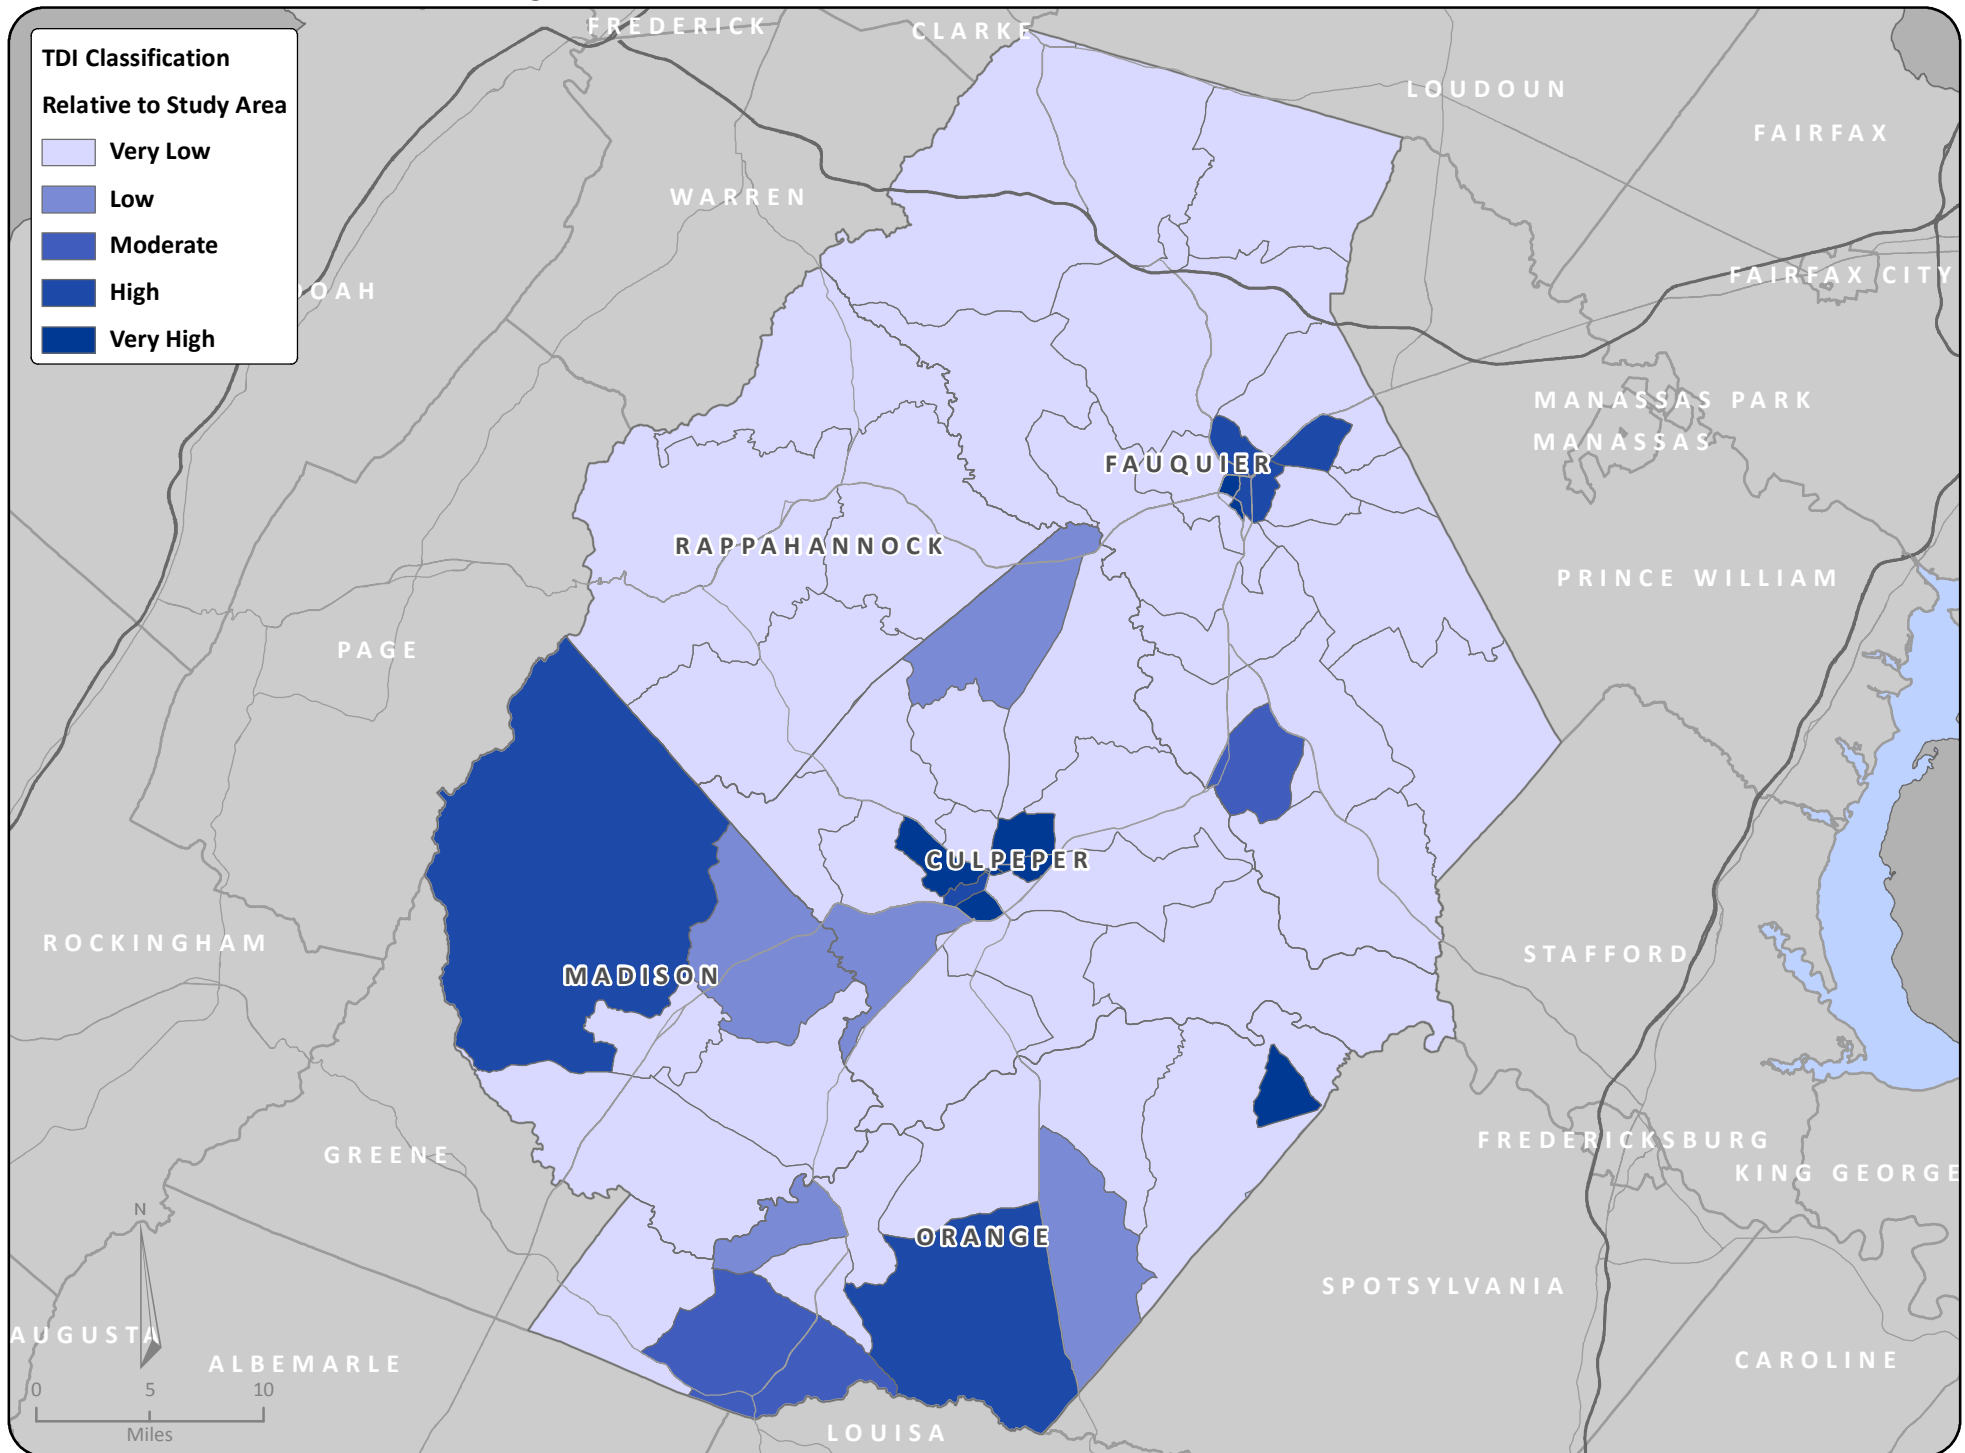 FREDERICK
CLARKE
TDI Classification
Relative to Study Area
Very Low
Low
Moderate
High
Very High
LOUDOUN
FAIRFAX
WARREN
FAIRFAX CITY
OAH
MANASSAS PARK
MANASSAS
FAUQUIER
RAPPAHANNOCK
PRINCE WILLIAM
PAGE
CULPEPER
ROCKINGHAM
STAFFORD
MADISON
FREDERICKSBURG
GREENE
KING GEORGE
N
ORANGE
SPOTSYLVANIA
AUGUSTA
ALBEMARLE
CAROLINE
0 5 10
Miles
LOUISA